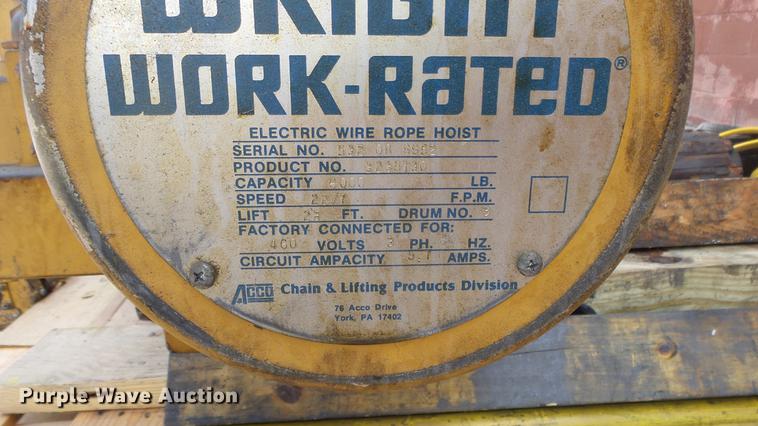 WRIGHT
WORK-RATED®
ELECTRIC WIRE ROPE HOIST
SERIAL NO.
PRODUCT NO.
CAPACITY LB.
SPEED F.P.M.
LIFT FT. DRUM NO.
FACTORY CONNECTED FOR:
460 VOLTS 3 PH. HZ.
CIRCUIT AMPACITY AMPS.
ACCO Chain & Lifting Products Division
76 Acco Drive
York, PA 17402
Purple Wave Auction